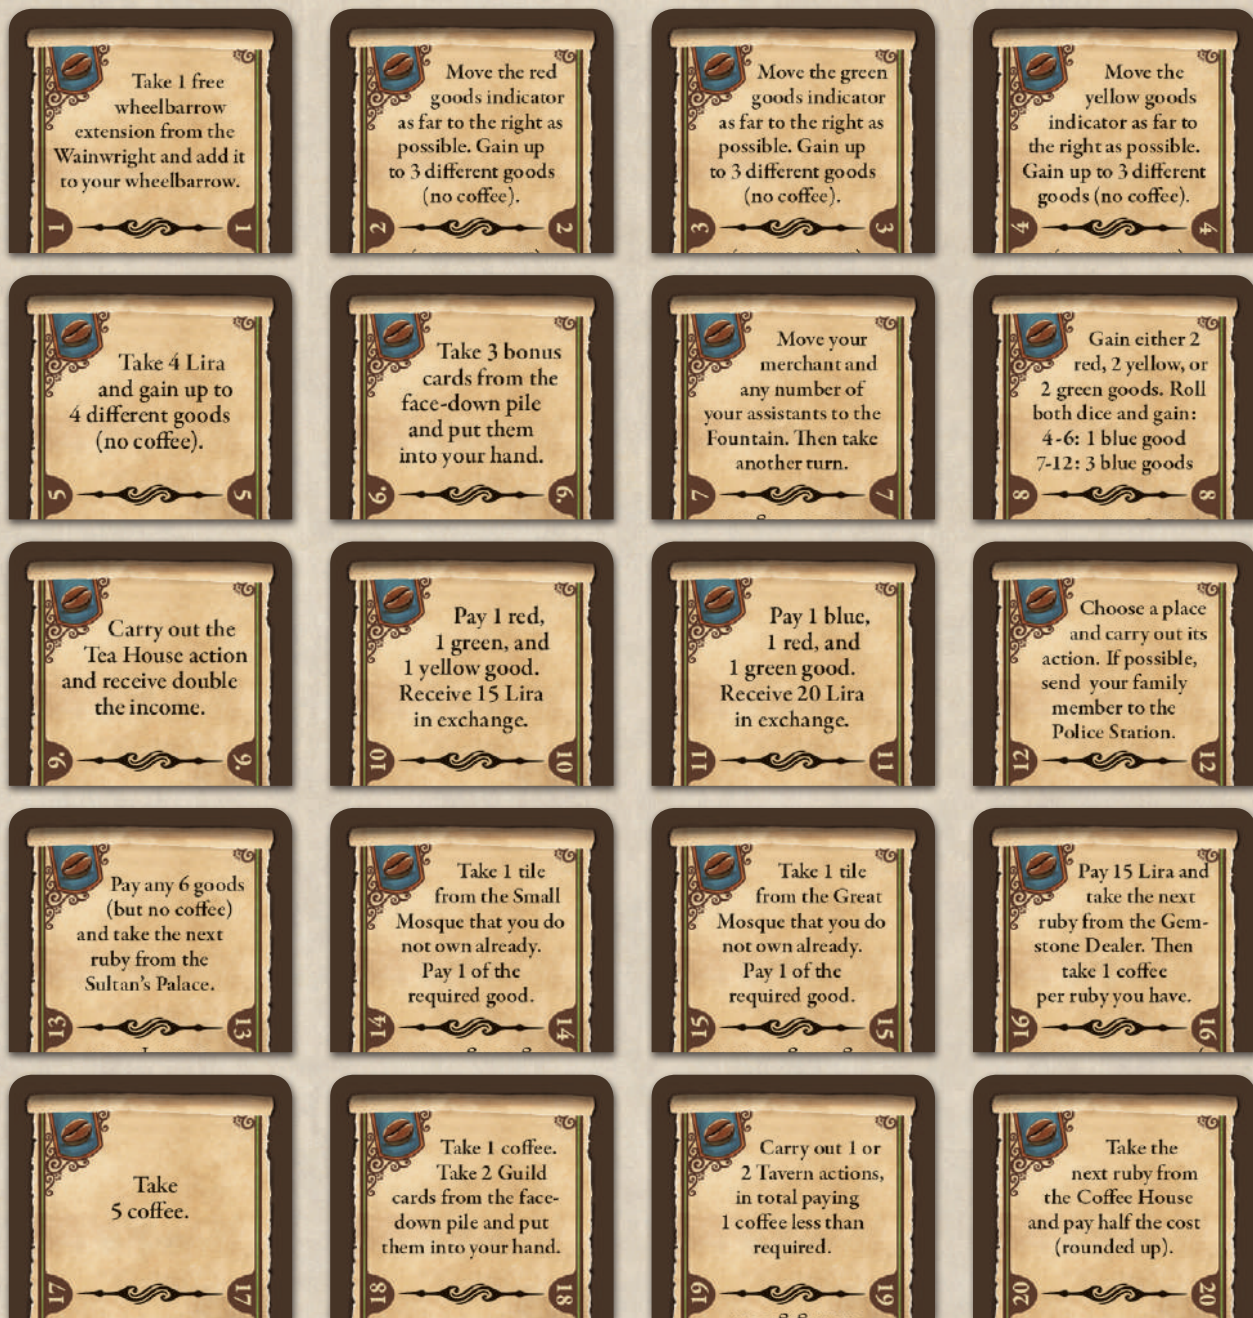 Take 1 free
wheelbarrow
extension from the
Wainwright and add it
to your wheelbarrow.
1 1
Move the red
goods indicator
as far to the right as
possible. Gain up
to 3 different goods
(no coffee).
2 2
Move the green
goods indicator
as far to the right as
possible. Gain up
to 3 different goods
(no coffee).
3 3
Move the
yellow goods
indicator as far to
the right as possible.
Gain up to 3 different
goods (no coffee).
4 4
Take 4 Lira
and gain up to
4 different goods
(no coffee).
5 5
Take 3 bonus
cards from the
face-down pile
and put them
into your hand.
6. 6.
Move your
merchant and
any number of
your assistants to the
Fountain. Then take
another turn.
7 7
Gain either 2
red, 2 yellow, or
2 green goods. Roll
both dice and gain:
4-6: 1 blue good
7-12: 3 blue goods
8 8
Carry out the
Tea House action
and receive double
the income.
9. 9.
Pay 1 red,
1 green, and
1 yellow good.
Receive 15 Lira
in exchange.
10 10
Pay 1 blue,
1 red, and
1 green good.
Receive 20 Lira
in exchange.
11 11
Choose a place
and carry out its
action. If possible,
send your family
member to the
Police Station.
12 12
Pay any 6 goods
(but no coffee)
and take the next
ruby from the
Sultan's Palace.
13 13
Take 1 tile
from the Small
Mosque that you do
not own already.
Pay 1 of the
required good.
14 14
Take 1 tile
from the Great
Mosque that you do
not own already.
Pay 1 of the
required good.
15 15
Pay 15 Lira and
take the next
ruby from the Gem-
stone Dealer. Then
take 1 coffee
per ruby you have.
16 16
Take
5 coffee.
17 17
Take 1 coffee.
Take 2 Guild
cards from the face-
down pile and put
them into your hand.
18 18
Carry out 1 or
2 Tavern actions,
in total paying
1 coffee less than
required.
19 19
Take the
next ruby from
the Coffee House
and pay half the cost
(rounded up).
20 20